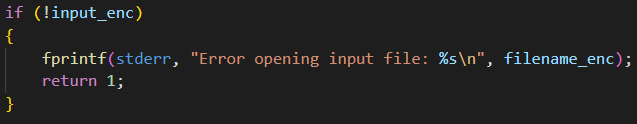 if (!input_enc)
{
    fprintf(stderr, "Error opening input file: %s\n", filename_enc);
    return 1;
}